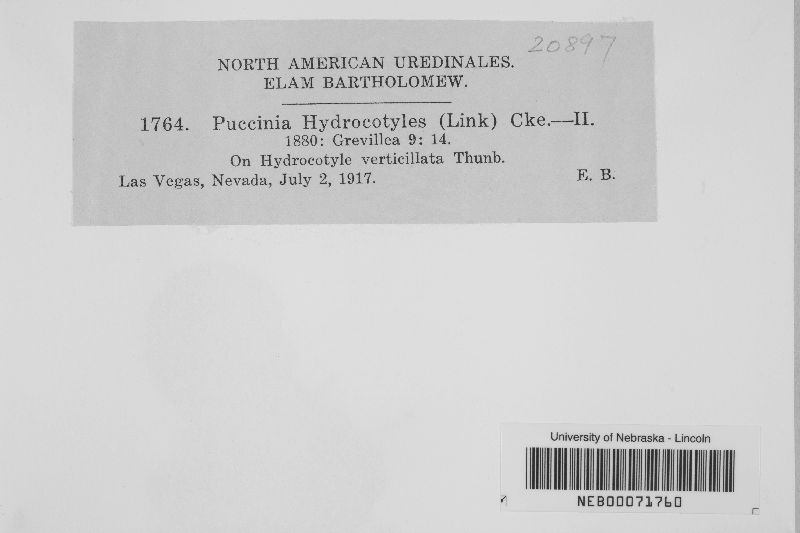 20897
NORTH AMERICAN UREDINALES.
ELAM BARTHOLOMEW.
1764. Puccinia Hydrocotyles (Link) Cke.—II.
1880: Grevillea 9: 14.
On Hydrocotyle verticillata Thunb.
Las Vegas, Nevada, July 2, 1917. E. B.
University of Nebraska - Lincoln
NEB00071760